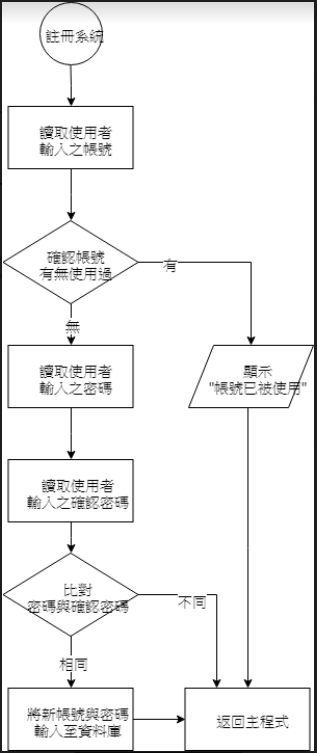 註冊系統
讀取使用者
輸入之帳號
確認帳號
有無使用過
有
無
讀取使用者
輸入之密碼
顯示
"帳號已被使用"
讀取使用者
輸入之確認密碼
比對
密碼與確認密碼
不同
相同
將新帳號與密碼
輸入至資料庫
返回主程式